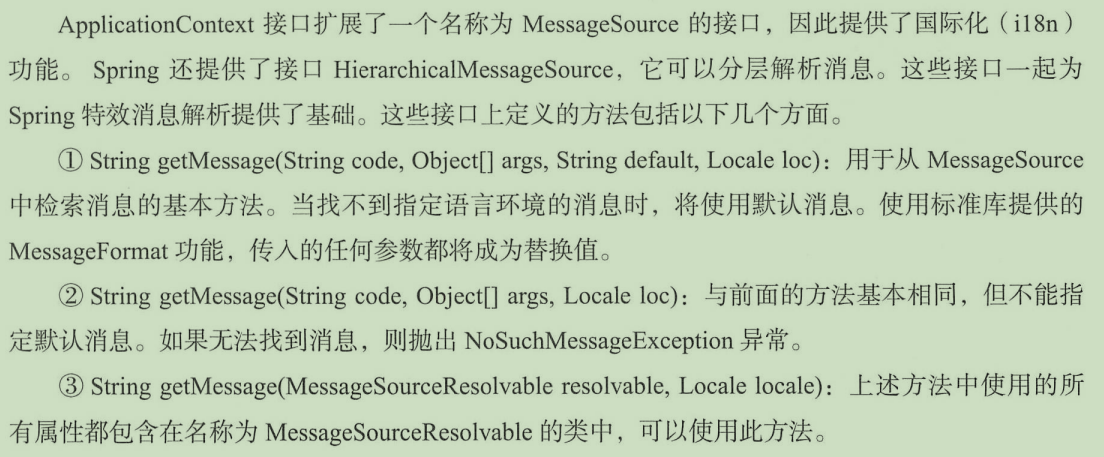 ApplicationContext 接口扩展了一个名称为 MessageSource 的接口，因此提供了国际化（i18n）
功能。 Spring 还提供了接口 HierarchicalMessageSource，它可以分层解析消息。这些接口一起为
Spring 特效消息解析提供了基础。这些接口上定义的方法包括以下几个方面。
① String getMessage(String code, Object[] args, String default, Locale loc)：用于从 MessageSource
中检索消息的基本方法。当找不到指定语言环境的消息时，将使用默认消息。使用标准库提供的
MessageFormat 功能，传入的任何参数都将成为替换值。
② String getMessage(String code, Object[] args, Locale loc)：与前面的方法基本相同，但不能指
定默认消息。如果无法找到消息，则抛出 NoSuchMessageException 异常。
③ String getMessage(MessageSourceResolvable resolvable, Locale locale)：上述方法中使用的所
有属性都包含在名称为 MessageSourceResolvable 的类中，可以使用此方法。